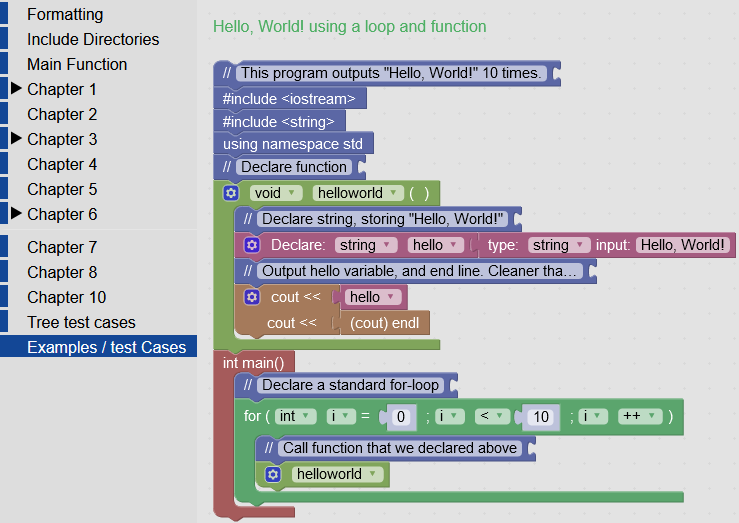 Formatting
Include Directories
Main Function
Chapter 1
Chapter 2
Chapter 3
Chapter 4
Chapter 5
Chapter 6
Chapter 7
Chapter 8
Chapter 10
Tree test cases
Examples / test Cases
Hello, World! using a loop and function
// This program outputs "Hello, World!" 10 times.
#include <iostream>
#include <string>
using namespace std
// Declare function
void helloworld ( )
// Declare string, storing "Hello, World!"
Declare: string hello type: string input: Hello, World!
// Output hello variable, and end line. Cleaner tha...
cout << hello
cout << (cout) endl
int main()
// Declare a standard for-loop
for ( int i = 0 ; i < 10 ; i ++ )
// Call function that we declared above
helloworld